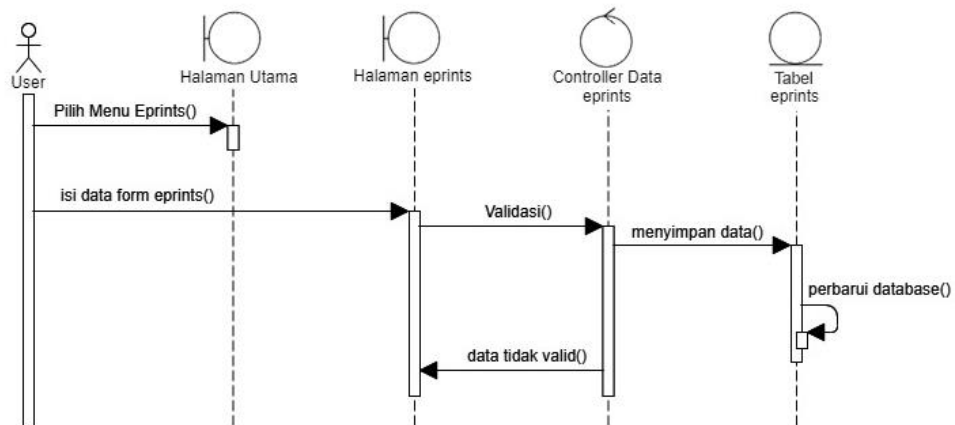 User
Halaman Utama
Halaman eprints
Controller Data
eprints
Tabel
eprints
Pilih Menu Eprints()
isi data form eprints()
Validasi()
menyimpan data()
perbarui database()
data tidak valid()